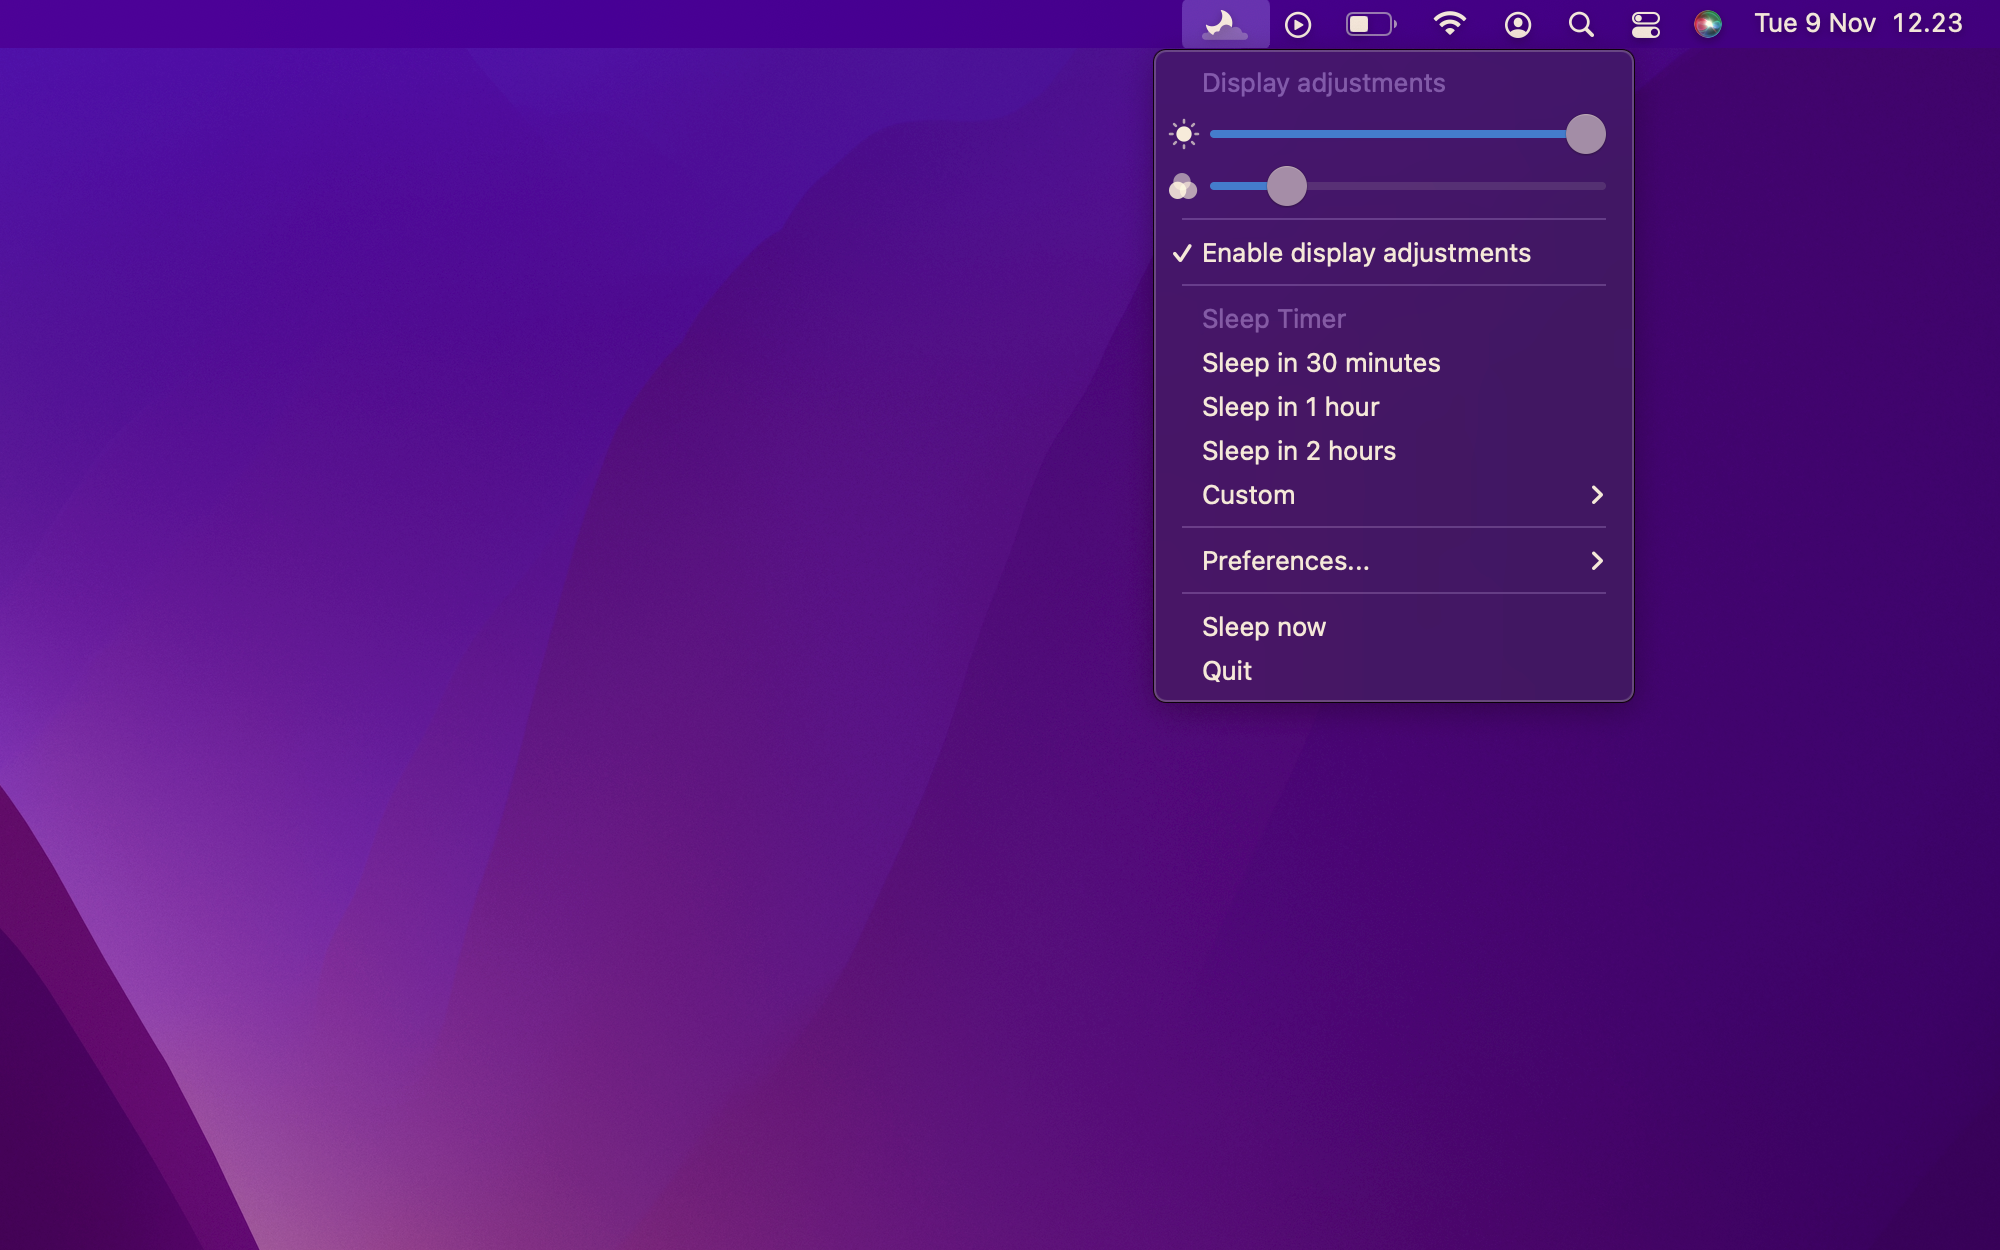 Tue 9 Nov 12.23
Display adjustments
Enable display adjustments
Sleep Timer
Sleep in 30 minutes
Sleep in 1 hour
Sleep in 2 hours
Custom
Preferences...
Sleep now
Quit